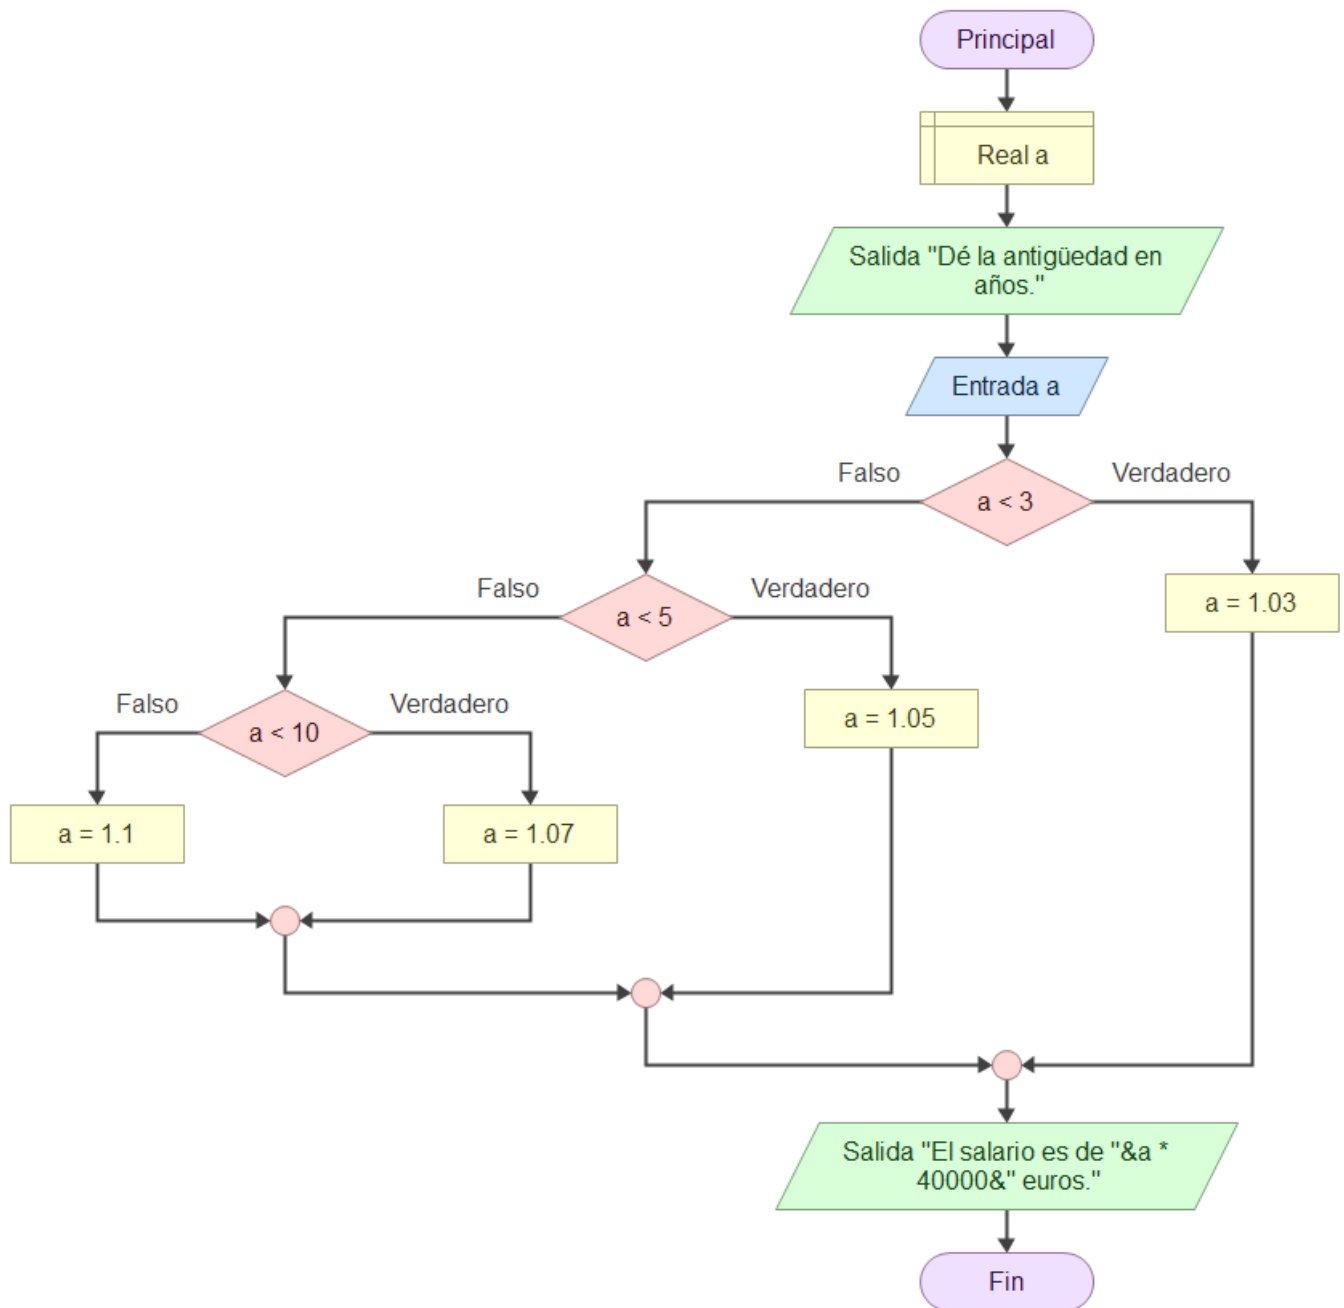 Principal
Real a
Salida "Dé la antigüedad en
años."
Entrada a
Falso
Verdadero
a < 3
Falso
Verdadero
a = 1.03
a < 5
Falso
Verdadero
a = 1.05
a < 10
a = 1.1
a = 1.07
Salida "El salario es de "&a *
40000&" euros."
Fin